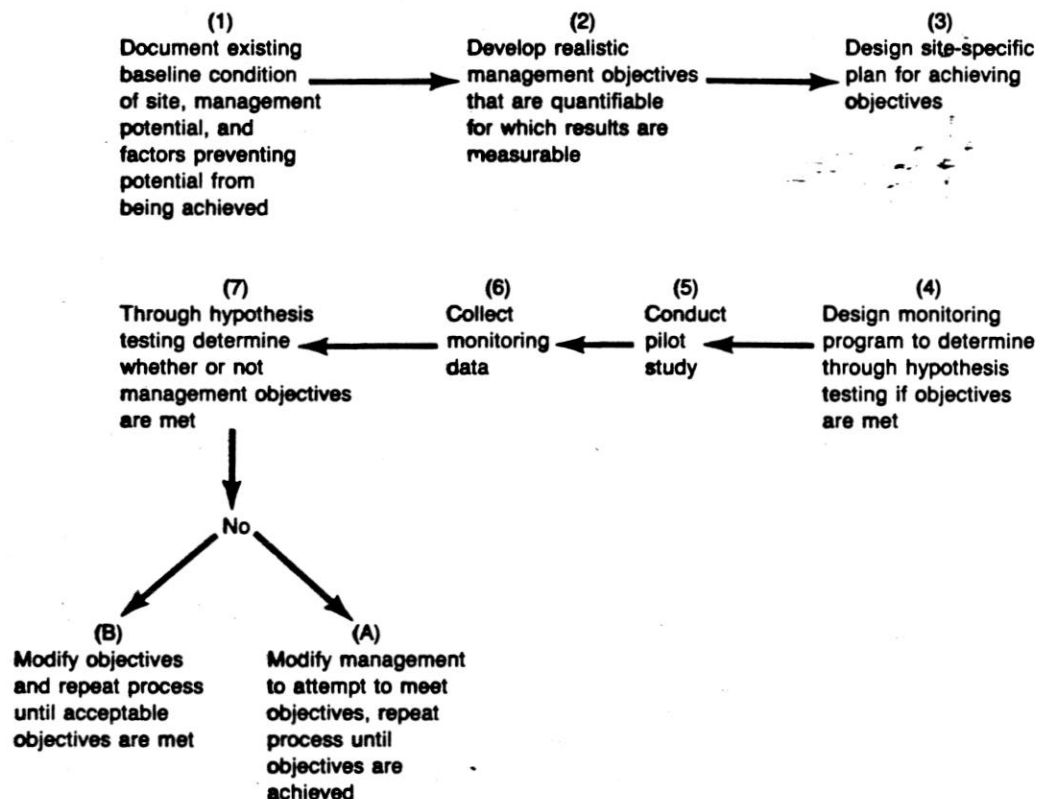 (1)
Document existing
baseline condition
of site, management
potential, and
factors preventing
potential from
being achieved
(2)
Develop realistic
management objectives
that are quantifiable
for which results are
measurable
(3)
Design site-specific
plan for achieving
objectives
(4)
Design monitoring
program to determine
through hypothesis
testing if objectives
are met
(5)
Conduct
pilot
study
(6)
Collect
monitoring
data
(7)
Through hypothesis
testing determine
whether or not
management objectives
are met
No
(B)
Modify objectives
and repeat process
until acceptable
objectives are met
(A)
Modify management
to attempt to meet
objectives, repeat
process until
objectives are
achieved